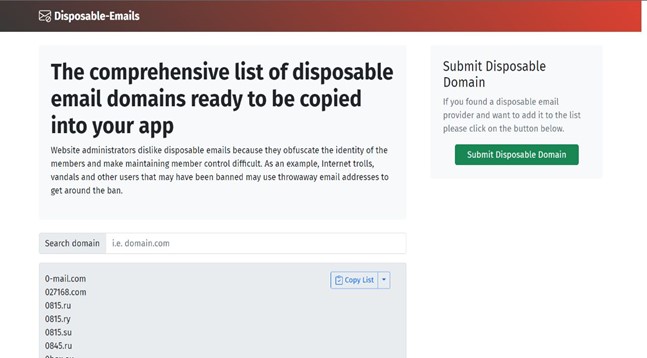 Disposable-Emails
The comprehensive list of disposable
email domains ready to be copied
into your app
Website administrators dislike disposable emails because they obfuscate the identity of the
members and make maintaining member control difficult. As an example, Internet trolls,
vandals and other users that may have been banned may use throwaway email addresses to
get around the ban.
Submit Disposable
Domain
If you found a disposable email
provider and want to add it to the list
please click on the button below.
Submit Disposable Domain
Search domain i.e. domain.com
Copy List
0-mail.com
027168.com
0815.ru
0815.ry
0815.su
0845.ru